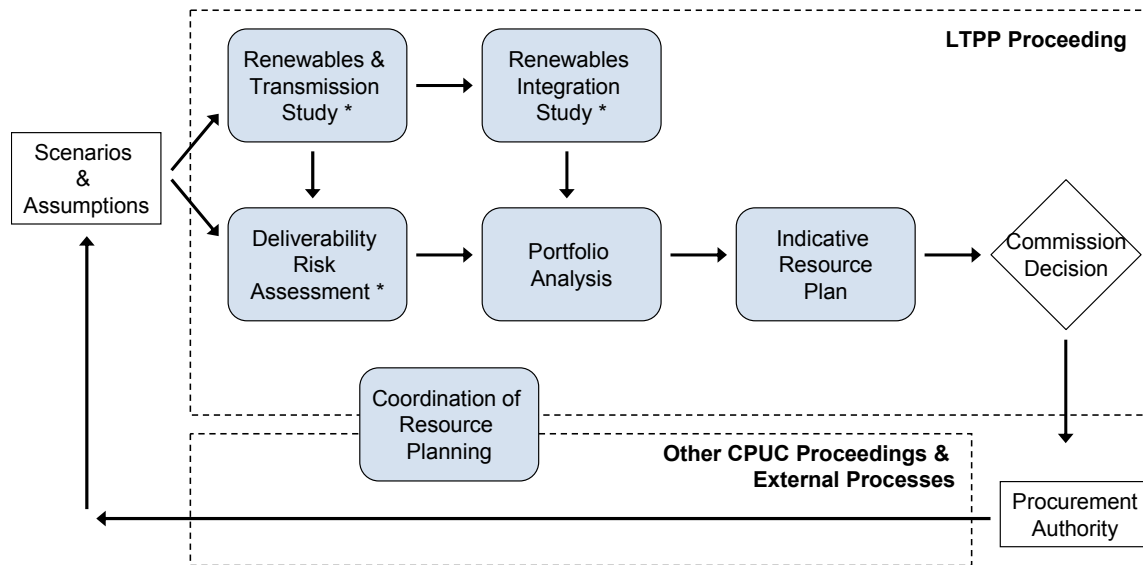 LTPP Proceeding
Renewables &
Transmission
Study *
Renewables
Integration
Study *
Scenarios
&
Assumptions
Deliverability
Risk
Assessment *
Portfolio
Analysis
Indicative
Resource
Plan
Commission
Decision
Coordination of
Resource
Planning
Other CPUC Proceedings &
External Processes
Procurement
Authority